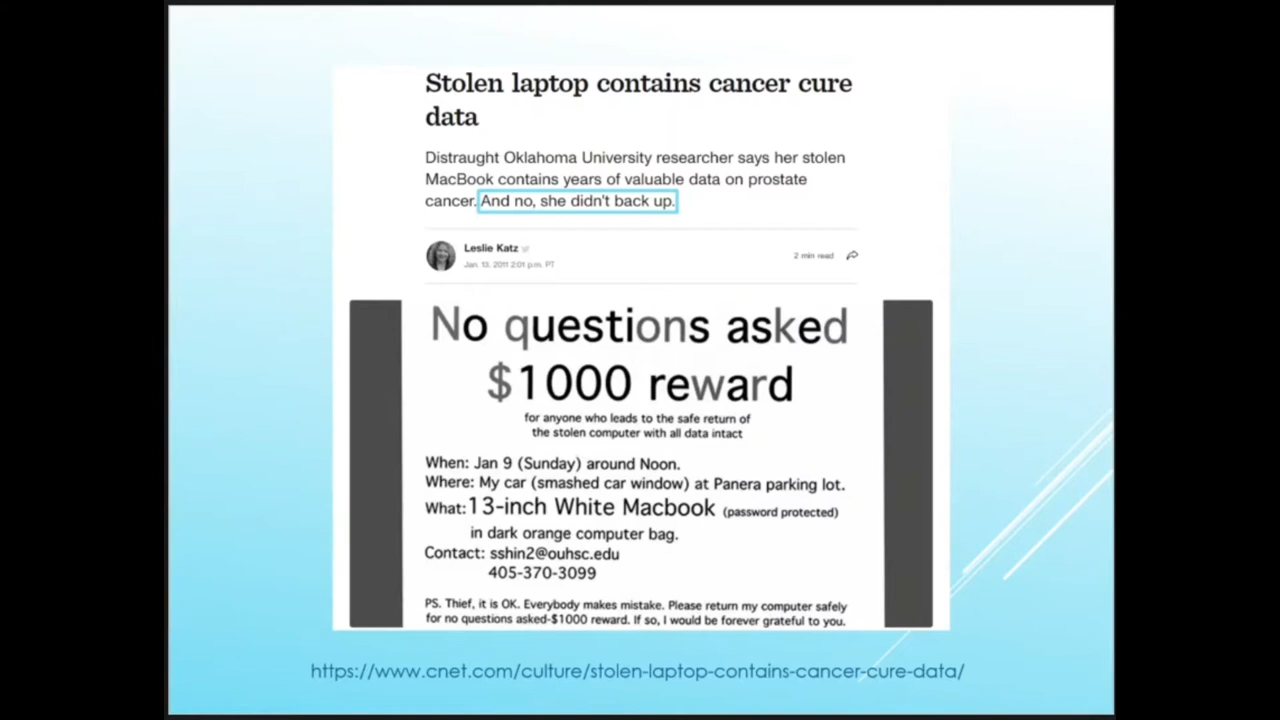 Stolen laptop contains cancer cure
data
Distraught Oklahoma University researcher says her stolen
MacBook contains years of valuable data on prostate
cancer. And no, she didn't back up.
Leslie Katz
Jan. 13, 2011 2:01 p.m. PT
2 min read
No questions asked
$1000 reward
for anyone who leads to the safe return of
the stolen computer with all data intact
When: Jan 9 (Sunday) around Noon.
Where: My car (smashed car window) at Panera parking lot.
What: 13-inch White Macbook (password protected)
in dark orange computer bag.
Contact: sshin2@ouhsc.edu
405-370-3099
PS. Thief, it is OK. Everybody makes mistake. Please return my computer safely
for no questions asked-$1000 reward. If so, I would be forever grateful to you.
https://www.cnet.com/culture/stolen-laptop-contains-cancer-cure-data/